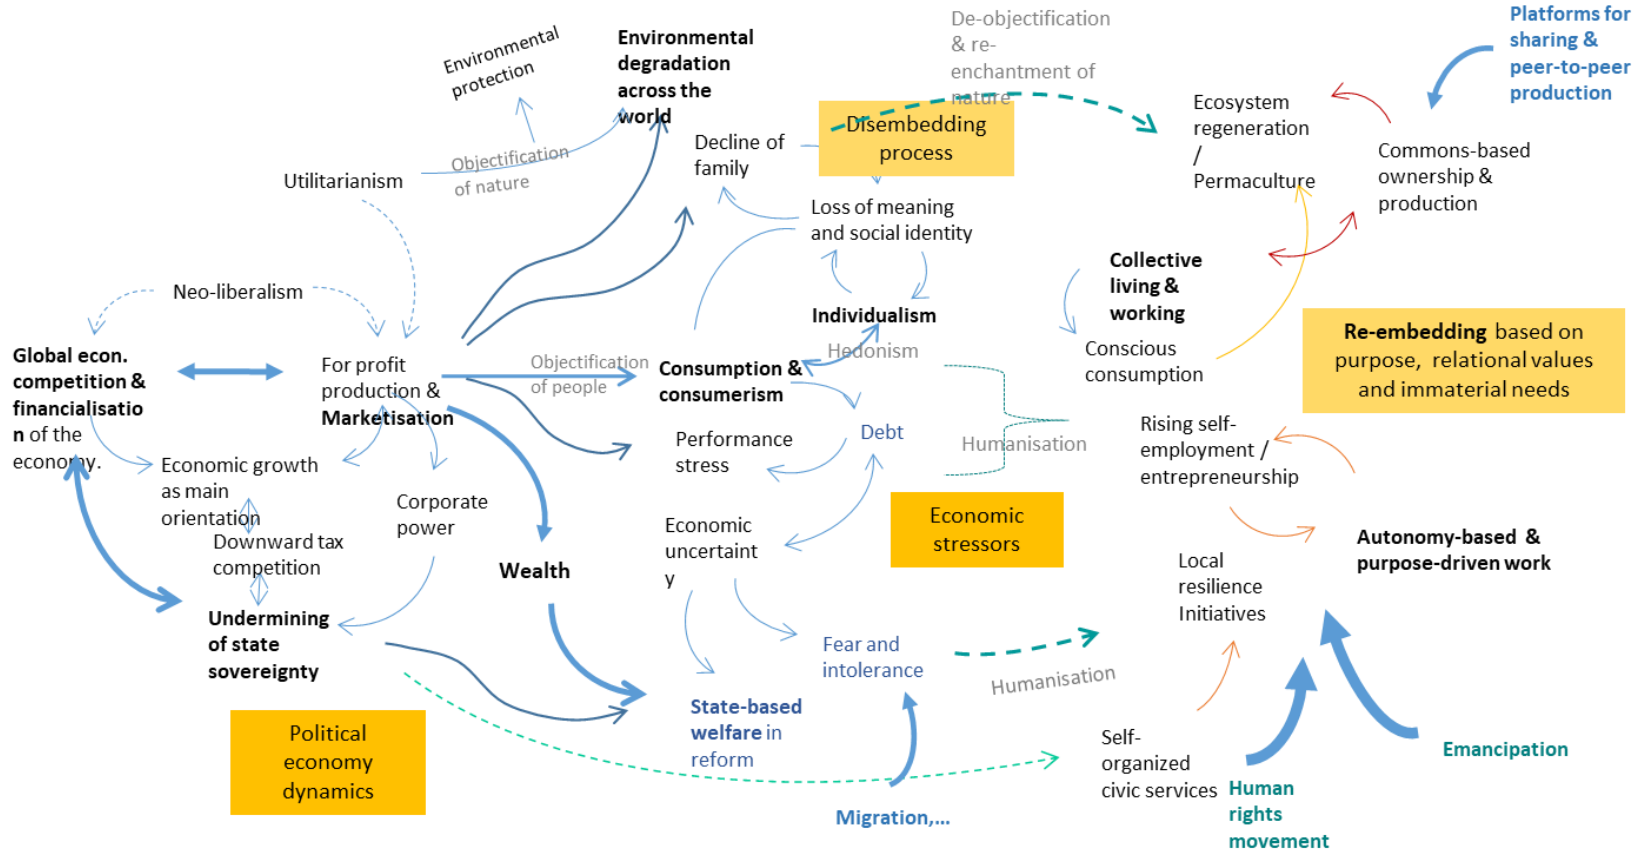 Environmental
protection
Environmental
degradation
across the
world
De-objectification
& re-
enchantment of
nature
Platforms for
sharing &
peer-to-peer
production
Utilitarianism
Objectification
of nature
Decline of
family
Disembedding
process
Ecosystem
regeneration
/
Permaculture
Commons-based
ownership &
production
Loss of meaning
and social identity
Neo-liberalism
Collective
living &
working
Individualism
Hedonism
Global econ.
competition &
financialisatio
n of the
economy.
For profit
production &
Marketisation
Objectification
of people
Consumption &
consumerism
Conscious
consumption
Re-embedding based on
purpose, relational values
and immaterial needs
Performance
stress
Debt
Humanisation
Rising self-
employment /
entrepreneurship
Economic growth
as main
orientation
Corporate
power
Downward tax
competition
Economic
uncertaint
y
Economic
stressors
Wealth
Autonomy-based &
purpose-driven work
Local
resilience
Initiatives
Undermining
of state
sovereignty
Fear and
intolerance
Humanisation
State-based
welfare in
reform
Political
economy
dynamics
Self-
organized
civic services
Emancipation
Human
rights
movement
Migration,...